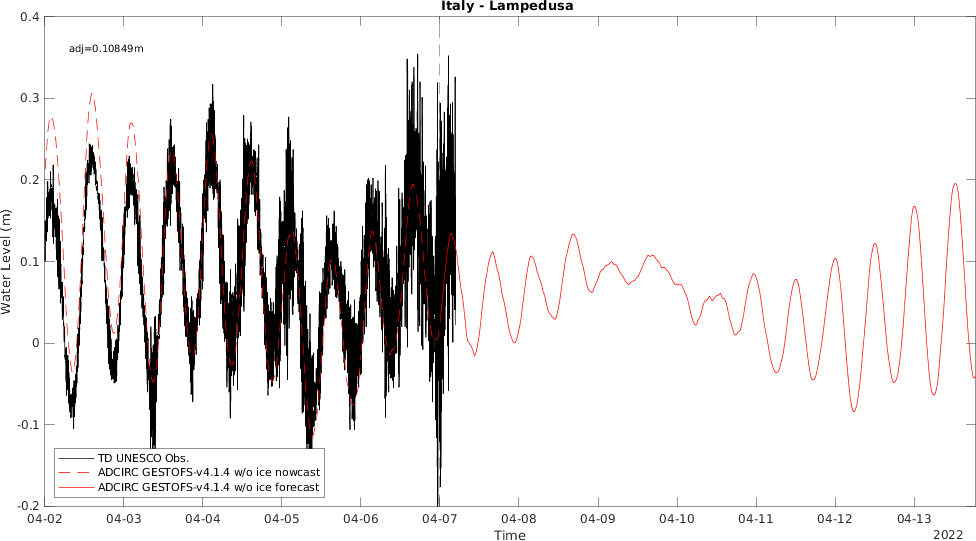 Italy - Lampedusa
adj=0.10849m
0.4
0.3
0.2
0.1
0
-0.1
-0.2
Water Level (m)
TD UNESCO Obs.
ADCIRC GESTOFS-v4.1.4 w/o ice nowcast
ADCIRC GESTOFS-v4.1.4 w/o ice forecast
04-02 04-03 04-04 04-05 04-06 04-07 04-08 04-09 04-10 04-11 04-12 04-13
Time
2022